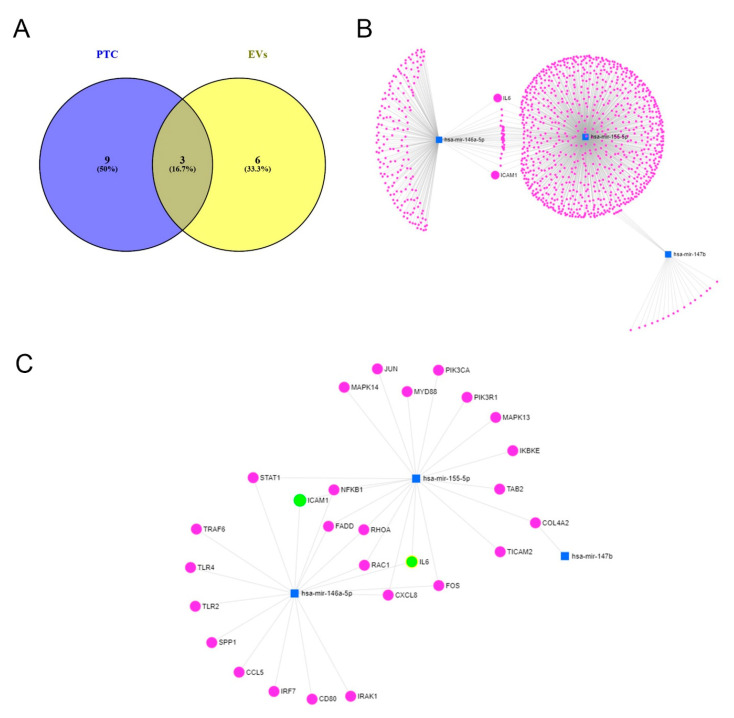 A
B
PTC
EVs
9
(50%)
3
(16.7%)
6
(33.3%)
IL6
hsa-mir-146a-5p
hsa-mir-155-5p
ICAM1
hsa-mir-147b
C
JUN
PIK3CA
MAPK14
MYD88
PIK3R1
MAPK13
IKBKE
STAT1
NFKB1
hsa-mir-155-5p
TAB2
ICAM1
TRAF6
FADD
RHOA
COL4A2
TICAM2
hsa-mir-147b
TLR4
RAC1
IL6
FOS
hsa-mir-146a-5p
CXCL8
TLR2
SPP1
CCL5
IRF7
CD80
IRAK1